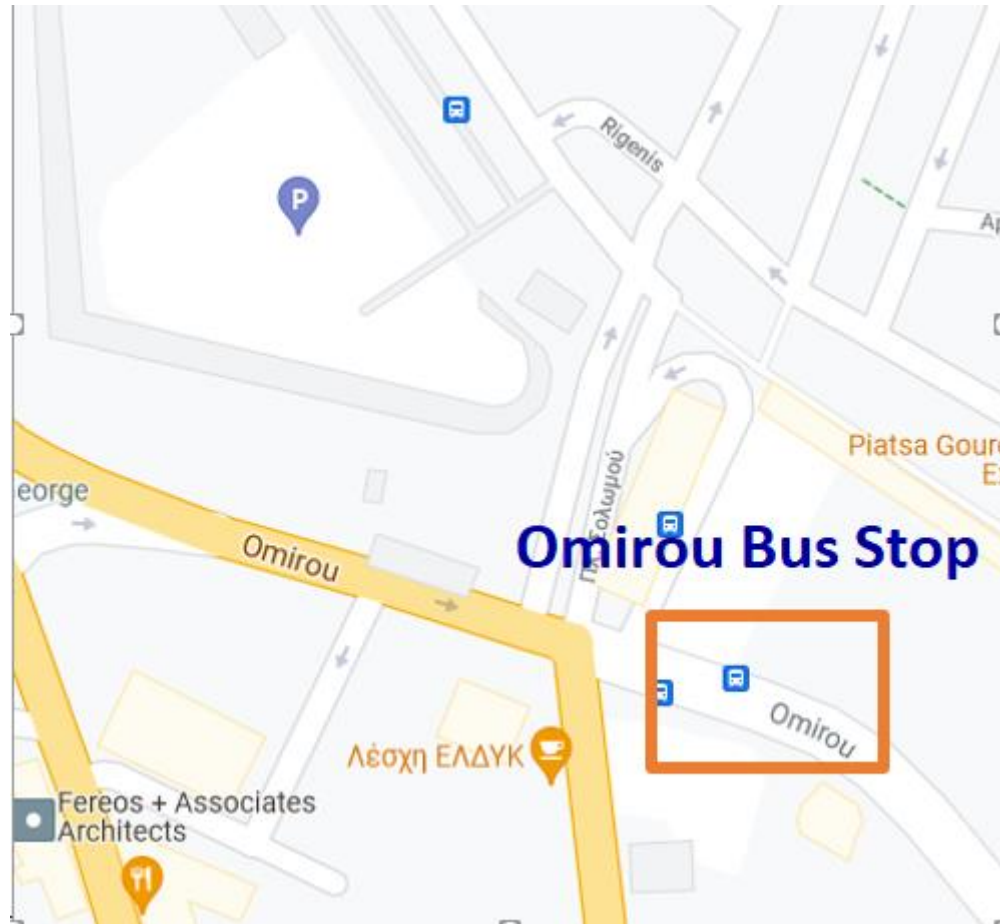 P
Rigenis
Piatsa Gour
eorge
Omirou
Omirou Bus Stop
Omirou
Λέσχη ΕΛΔΥΚ
Fereos + Associates
Architects